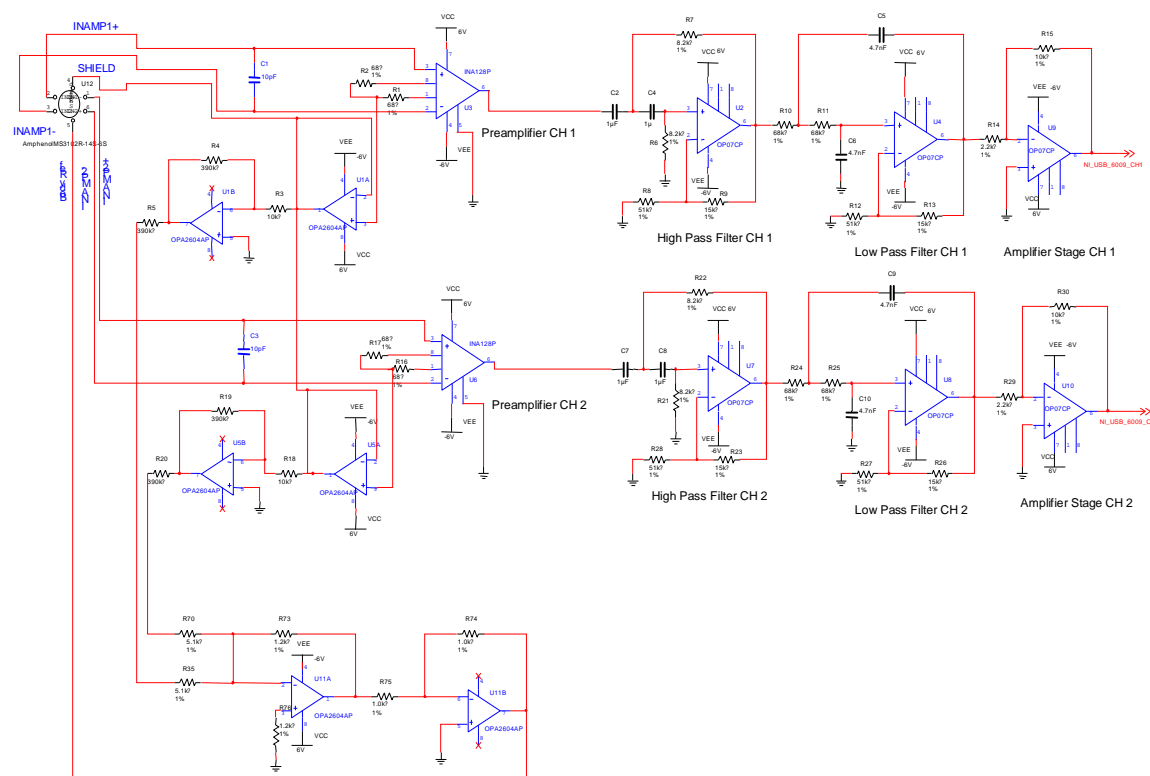 INAMP1+
SHIELD
U12
INAMP1-
AmphenolMS3102R-14S-6S
INAMP2+
INAMP2-
C1
10pF
R2
68?
1%
R1
68?
1%
VCC
6V
INA128P
U3
VEE
-6V
Preamplifier CH 1
R4
390k?
U1B
OPA2604AP
R5
390k?
R3
10k?
VEE
-6V
U1A
OPA2604AP
VCC
6V
C2
1µF
C4
1µ
R7
8.2k?
1%
R6
8.2k?
1%
VCC 6V
U2
OP07CP
VEE
-6V
R8
51k?
1%
R9
15k?
1%
High Pass Filter CH 1
R10
68k?
1%
R11
68k?
1%
C5
4.7nF
C6
4.7nF
VCC
6V
U4
OP07CP
VEE
-6V
R12
51k?
1%
R13
15k?
1%
Low Pass Filter CH 1
R14
2.2k?
1%
R15
10k?
1%
VEE -6V
U9
OP07CP
VCC
6V
NI_USB_6009_CH1
Amplifier Stage CH 1
C3
10pF
R17
68?
1%
R16
68?
1%
VCC
6V
INA128P
U6
VEE
-6V
Preamplifier CH 2
R19
390k?
U5B
OPA2604AP
R20
390k?
R18
10k?
VEE
-6V
U5A
OPA2604AP
VCC
6V
C7
1µF
C8
1µF
R22
8.2k?
1%
R21
8.2k?
1%
VCC 6V
U7
OP07CP
VEE
-6V
R28
51k?
1%
R23
15k?
1%
High Pass Filter CH 2
R24
68k?
1%
R25
68k?
1%
C9
4.7nF
C10
4.7nF
VCC
6V
U8
OP07CP
VEE
-6V
R27
51k?
1%
R26
15k?
1%
Low Pass Filter CH 2
R29
2.2k?
1%
R30
10k?
1%
VEE -6V
U10
OP07CP
VCC
6V
NI_USB_6009_C
Amplifier Stage CH 2
R70
5.1k?
1%
R35
5.1k?
1%
R73
1.2k?
1%
VEE
-6V
U11A
OPA2604AP
VCC
6V
R76
1.2k?
1%
R75
1.0k?
1%
R74
1.0k?
1%
U11B
OPA2604AP